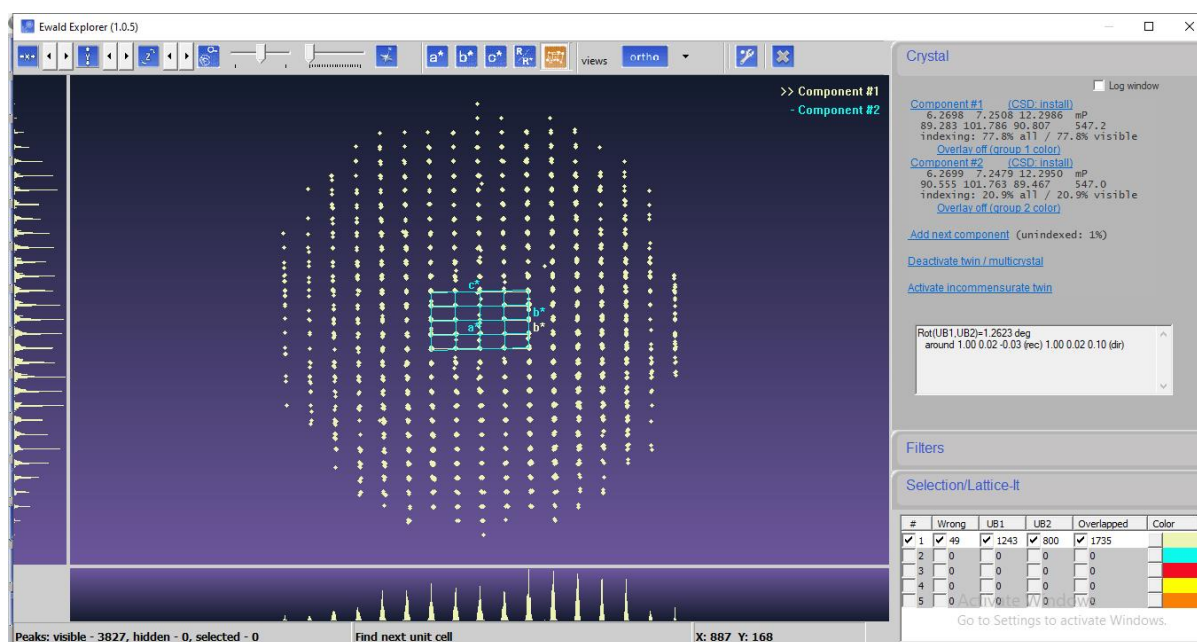 Ewald Explorer (1.0.5)
a* b* c* R/R* views ortho
>> Component #1
- Component #2
c*
b*
a* b*
Crystal
Log window
Component #1 (CSD: install)
6.2698 7.2508 12.2986 mP
89.283 101.786 90.807 547.2
indexing: 77.8% all / 77.8% visible
Overlay off (group 1 color)
Component #2 (CSD: install)
6.2699 7.2479 12.2950 mP
90.555 101.763 89.467 547.0
indexing: 20.9% all / 20.9% visible
Overlay off (group 2 color)
Add next component (unindexed: 1%)
Deactivate twin / multicrystal
Activate incommensurate twin
Rot(UB1,UB2)=1.2623 deg
around 1.00 0.02 -0.03 (rec) 1.00 0.02 0.10 (dir)
Filters
Selection/Lattice-It
# Wrong UB1 UB2 Overlapped Color
1 49 1243 800 1735
2 0 0 0 0
3 0 0 0 0
4 0 0 0 0
5 0 0 0 0
Activate Windows
Go to Settings to activate Windows.
Peaks: visible - 3827, hidden - 0, selected - 0 Find next unit cell X: 887 Y: 168